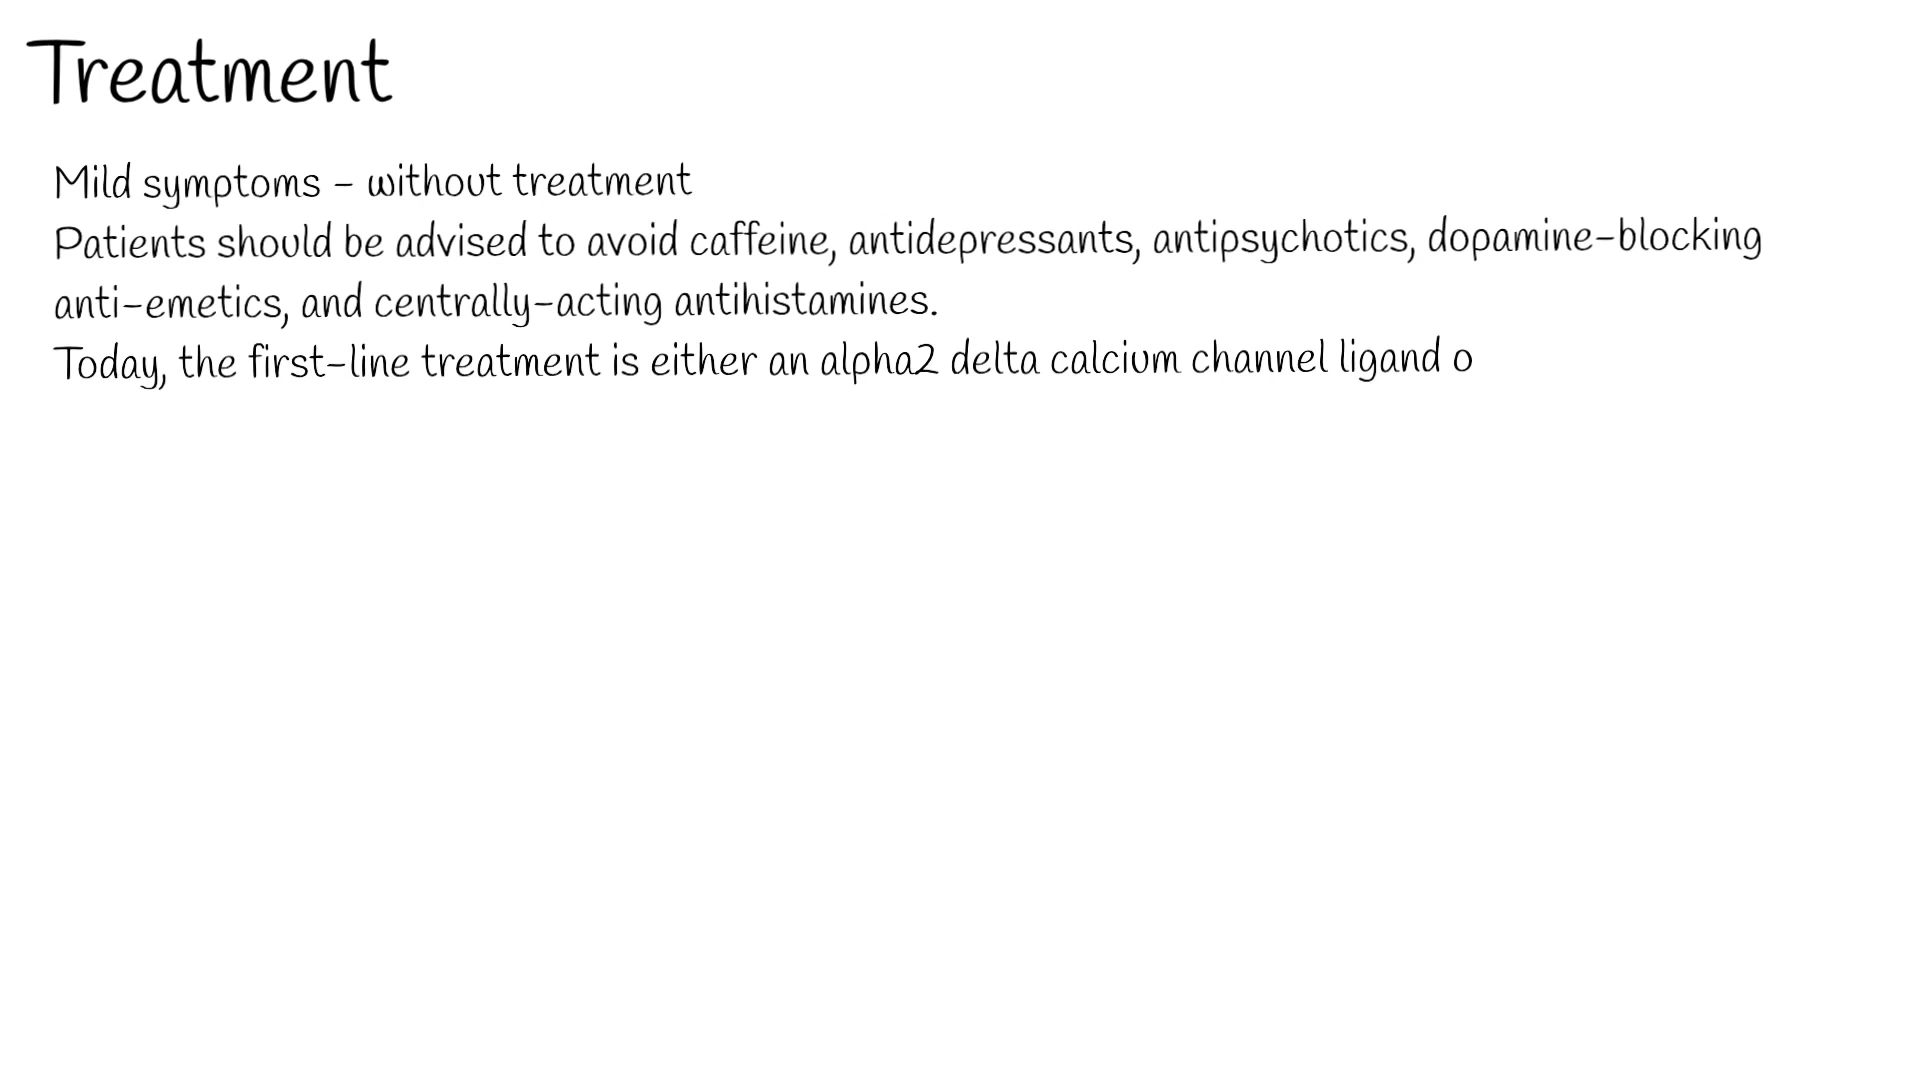 Treatment
Mild symptoms - without treatment
Patients should be advised to avoid caffeine, antidepressants, antipsychotics, dopamine-blocking
anti-emetics, and centrally-acting antihistamines.
Today, the first-line treatment is either an alpha2 delta calcium channel ligand o